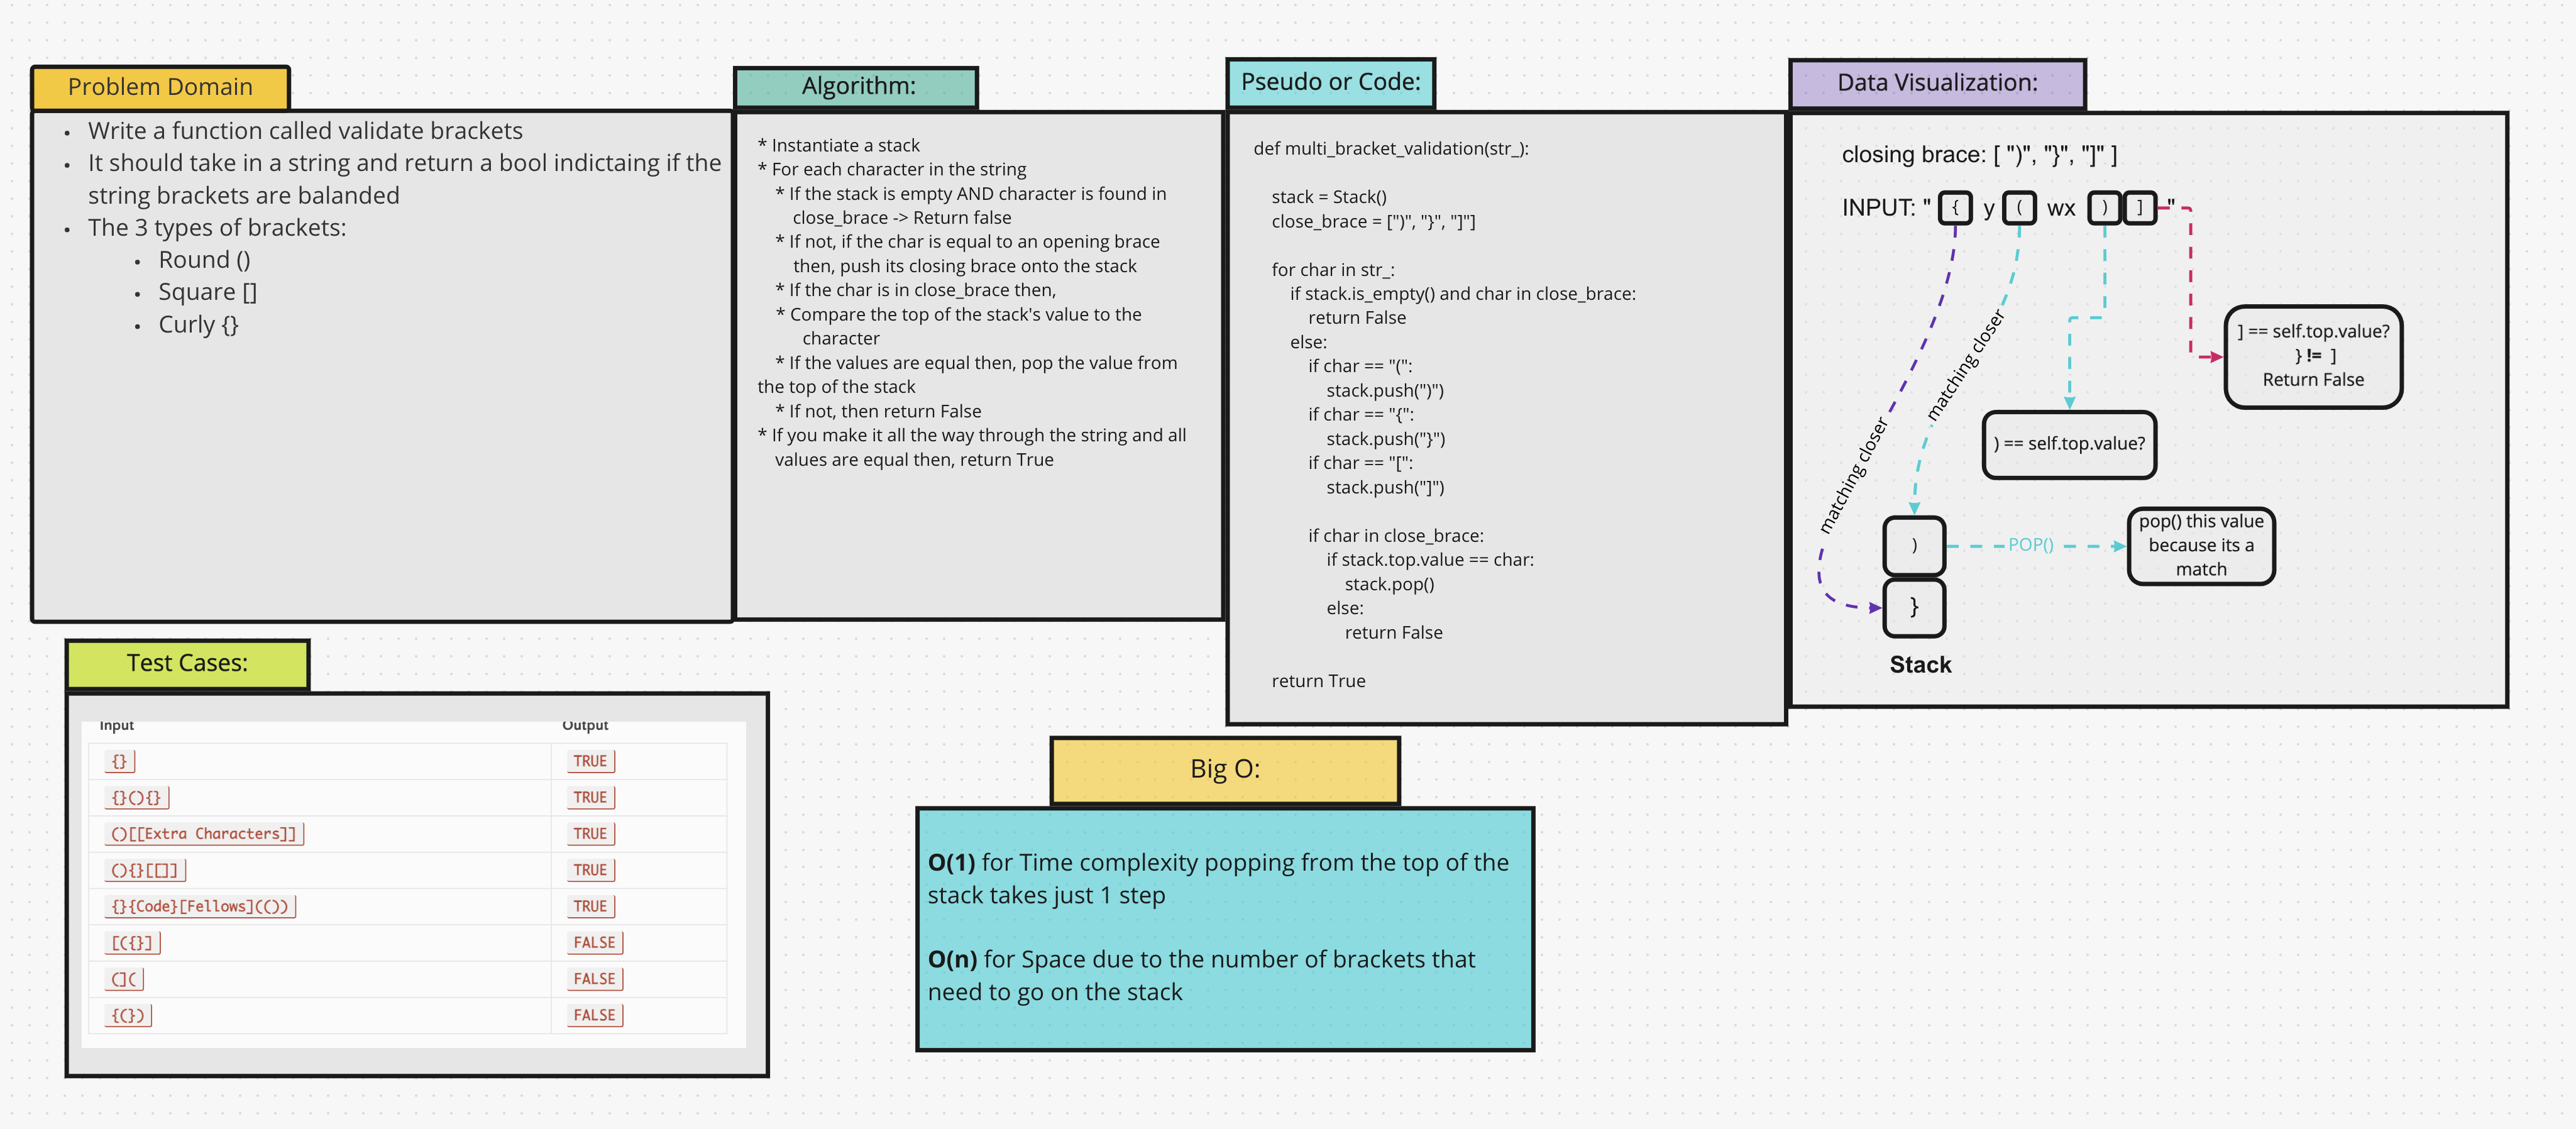 Problem Domain
• Write a function called validate brackets
• It should take in a string and return a bool indictaing if the
string brackets are balanded
• The 3 types of brackets:
• Round ()
• Square []
• Curly {}
Algorithm:
* Instantiate a stack
* For each character in the string
* If the stack is empty AND character is found in
close_brace -> Return false
* If not, if the char is equal to an opening brace
then, push its closing brace onto the stack
* If the char is in close_brace then,
* Compare the top of the stack's value to the
character
* If the values are equal then, pop the value from
the top of the stack
* If not, then return False
* If you make it all the way through the string and all
values are equal then, return True
Pseudo or Code:
def multi_bracket_validation(str_):
stack = Stack()
close_brace = [")", "}", "]"]
for char in str_:
if stack.is_empty() and char in close_brace:
return False
else:
if char == "(":
stack.push(")")
if char == "{":
stack.push("}")
if char == "[":
stack.push("]")
if char in close_brace:
if stack.top.value == char:
stack.pop()
else:
return False
return True
Data Visualization:
closing brace: [ ")", "}", "]" ]
INPUT: " { y ( wx ) ] "
matching closer
matching closer
] == self.top.value?
} != ]
Return False
) == self.top.value?
)
POP()
pop() this value
because its a
match
}
Stack
Test Cases:
Input Output
{} TRUE
{}(){} TRUE
()[[Extra Characters]] TRUE
(){}[[]] TRUE
{}{Code}[Fellows](()) TRUE
[({}] FALSE
(]( FALSE
{(}) FALSE
Big O:
O(1) for Time complexity popping from the top of the
stack takes just 1 step
O(n) for Space due to the number of brackets that
need to go on the stack